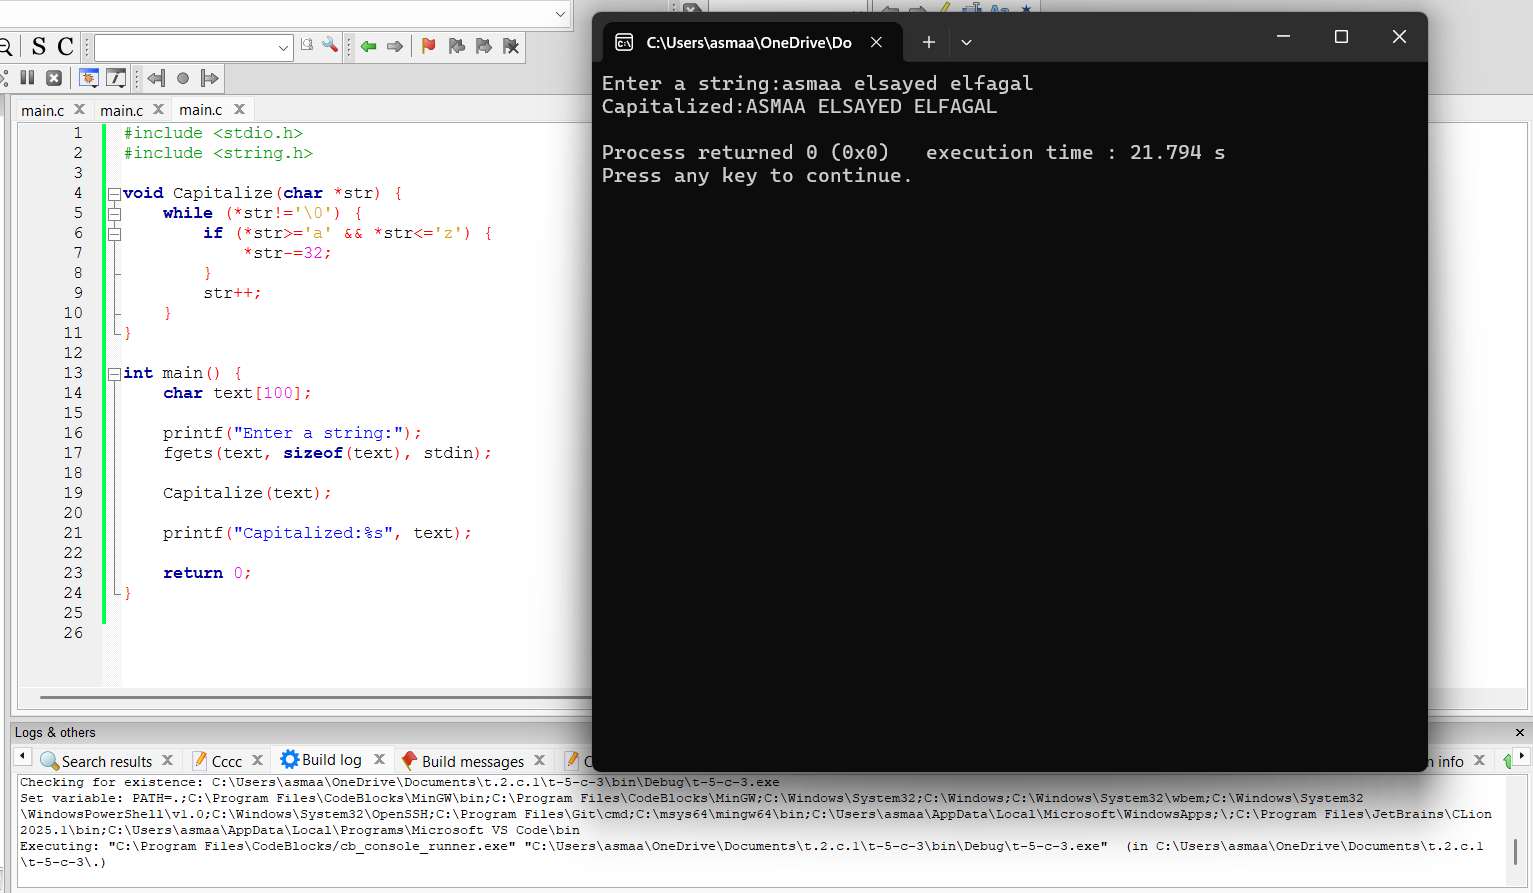 S C
main.c
main.c
main.c
1 #include <stdio.h>
2 #include <string.h>
3
4 void Capitalize(char *str) {
5 while (*str!='\0') {
6 if (*str>='a' && *str<='z') {
7 *str-=32;
8 }
9 str++;
10 }
11 }
12
13 int main() {
14 char text[100];
15
16 printf("Enter a string:");
17 fgets(text, sizeof(text), stdin);
18
19 Capitalize(text);
20
21 printf("Capitalized:%s", text);
22
23 return 0;
24 }
25
26
C:\Users\asmaa\OneDrive\Do
Enter a string:asmaa elsayed elfagal
Capitalized:ASMAA ELSAYED ELFAGAL
Process returned 0 (0x0)   execution time : 21.794 s
Press any key to continue.
Logs & others
Search results
Cccc
Build log
Build messages
info
Checking for existence: C:\Users\asmaa\OneDrive\Documents\t.2.c.1\t-5-c-3\bin\Debug\t-5-c-3.exe
Set variable: PATH=.;C:\Program Files\CodeBlocks\MinGW\bin;C:\Program Files\CodeBlocks\MinGW;C:\Windows\System32;C:\Windows;C:\Windows\System32\wbem;C:\Windows\System32
\WindowsPowerShell\v1.0;C:\Windows\System32\OpenSSH;C:\Program Files\Git\cmd;C:\msys64\mingw64\bin;C:\Users\asmaa\AppData\Local\Microsoft\WindowsApps;\;C:\Program Files\JetBrains\CLion
2025.1\bin;C:\Users\asmaa\AppData\Local\Programs\Microsoft VS Code\bin
Executing: "C:\Program Files\CodeBlocks/cb_console_runner.exe" "C:\Users\asmaa\OneDrive\Documents\t.2.c.1\t-5-c-3\bin\Debug\t-5-c-3.exe"  (in C:\Users\asmaa\OneDrive\Documents\t.2.c.1
\t-5-c-3\.)